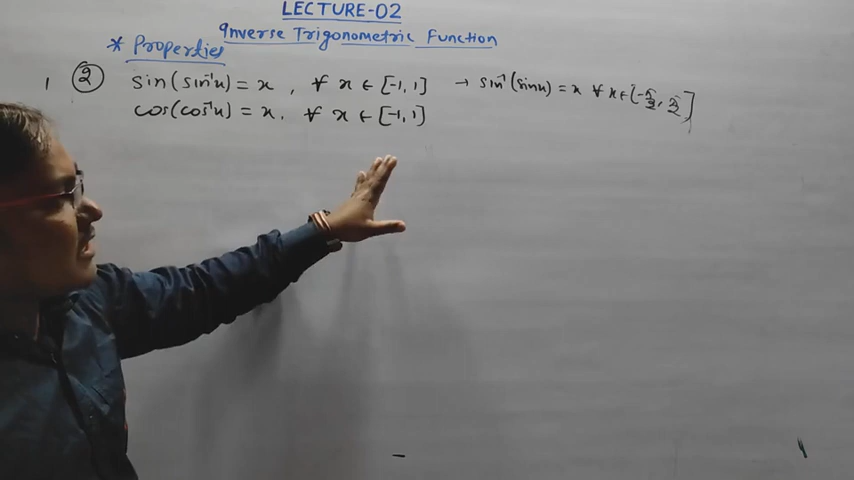 LECTURE-02
Inverse Trigonometric Function
* Properties
1 ② sin(sin⁻¹x) = x , ∀ x ∈ [-1, 1] → sin⁻¹(sinx) = x ∀ x ∈ [-π/2, π/2]
cos(cos⁻¹x) = x, ∀ x ∈ [-1, 1]